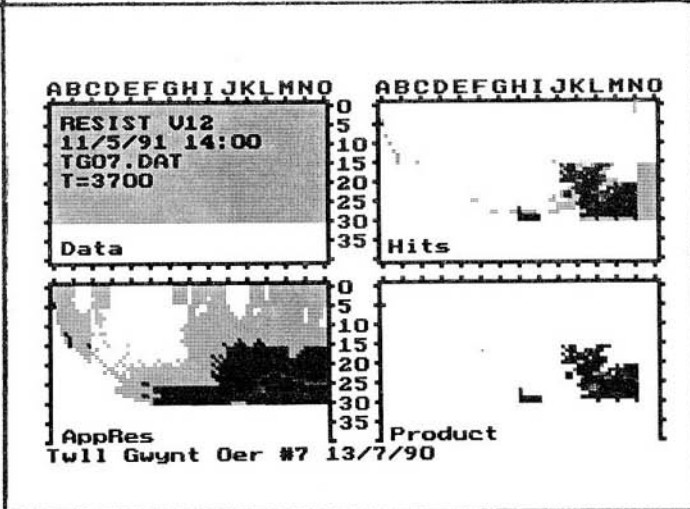 ABCDEFGHIJKLMNO ABCDEFGHIJKLMNO
RESIST V12
11/5/91 14:00
TG07.DAT
T=3700
Data
0
5
10
15
20
25
30
35
Hits
AppRes
0
5
10
15
20
25
30
35
Product
Twll Gwynt Oer #7 13/7/90